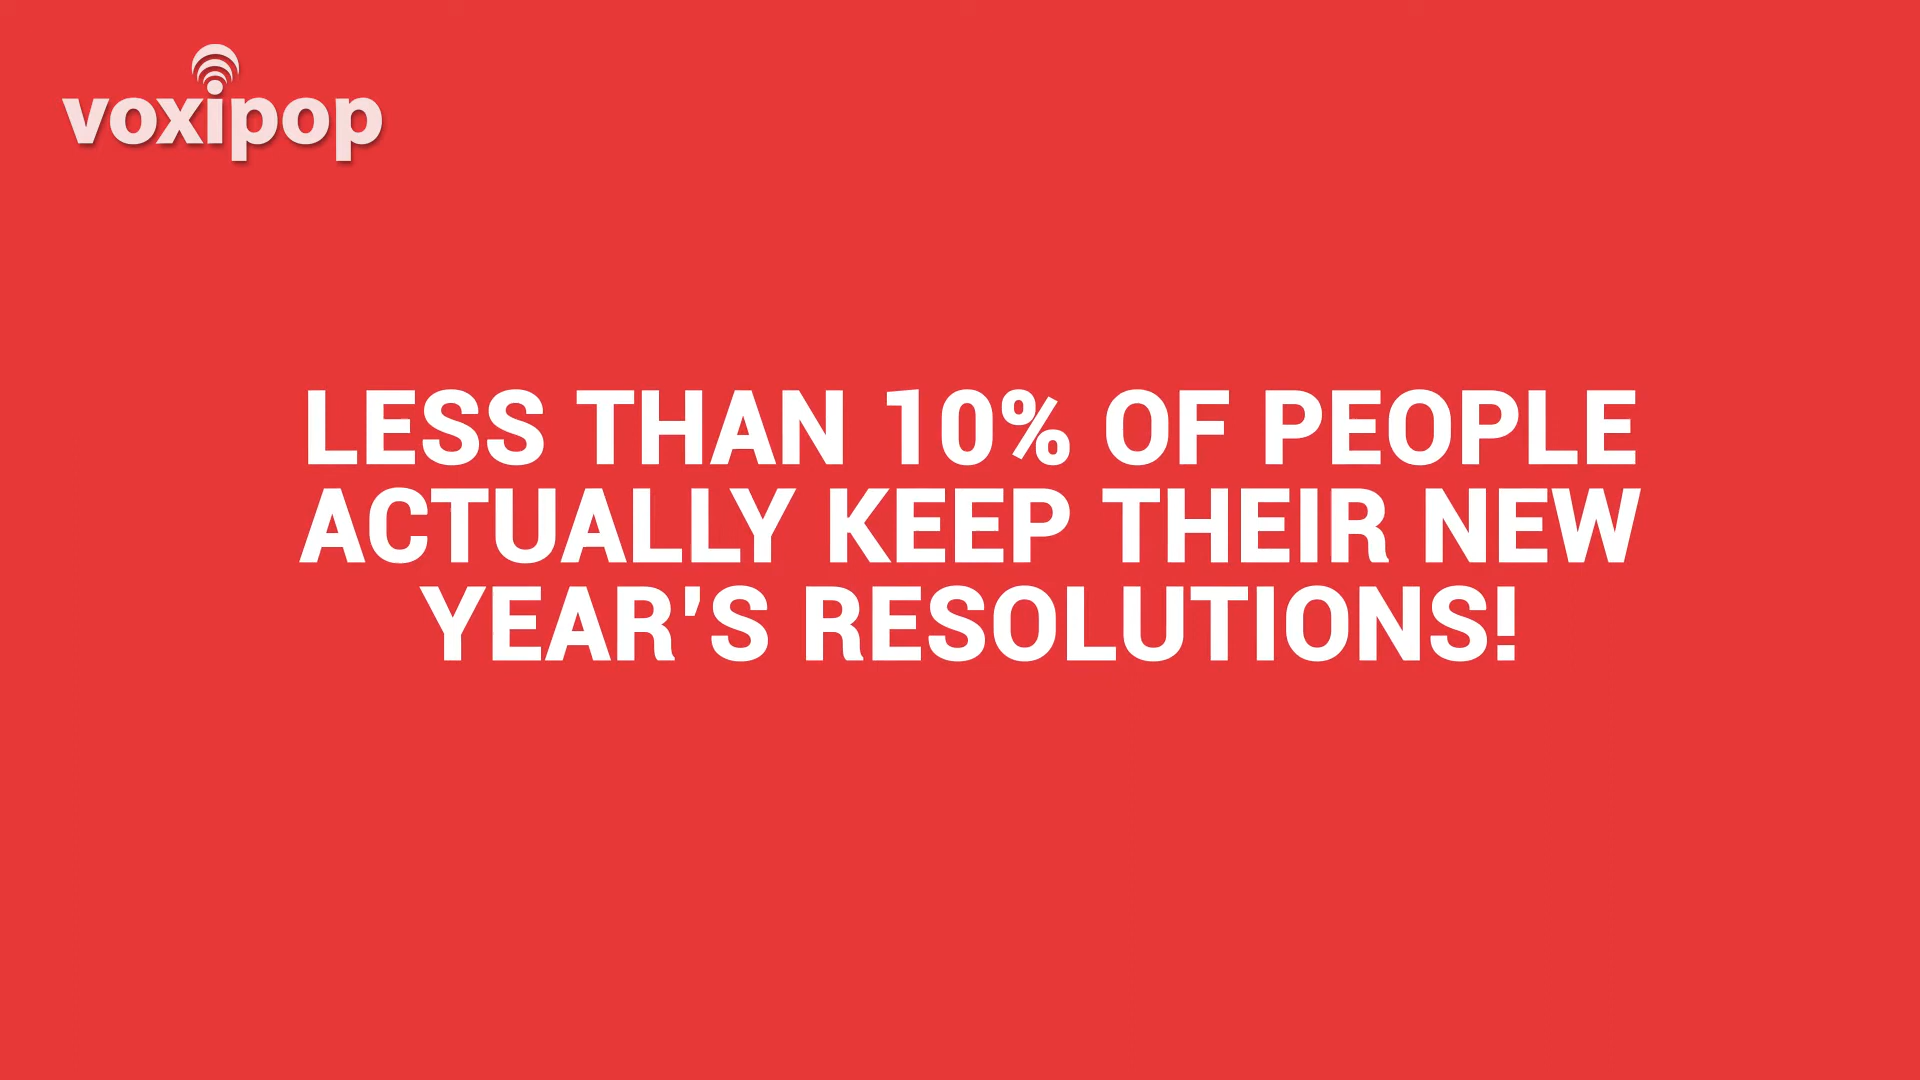 voxipop
LESS THAN 10% OF PEOPLE
ACTUALLY KEEP THEIR NEW
YEAR'S RESOLUTIONS!